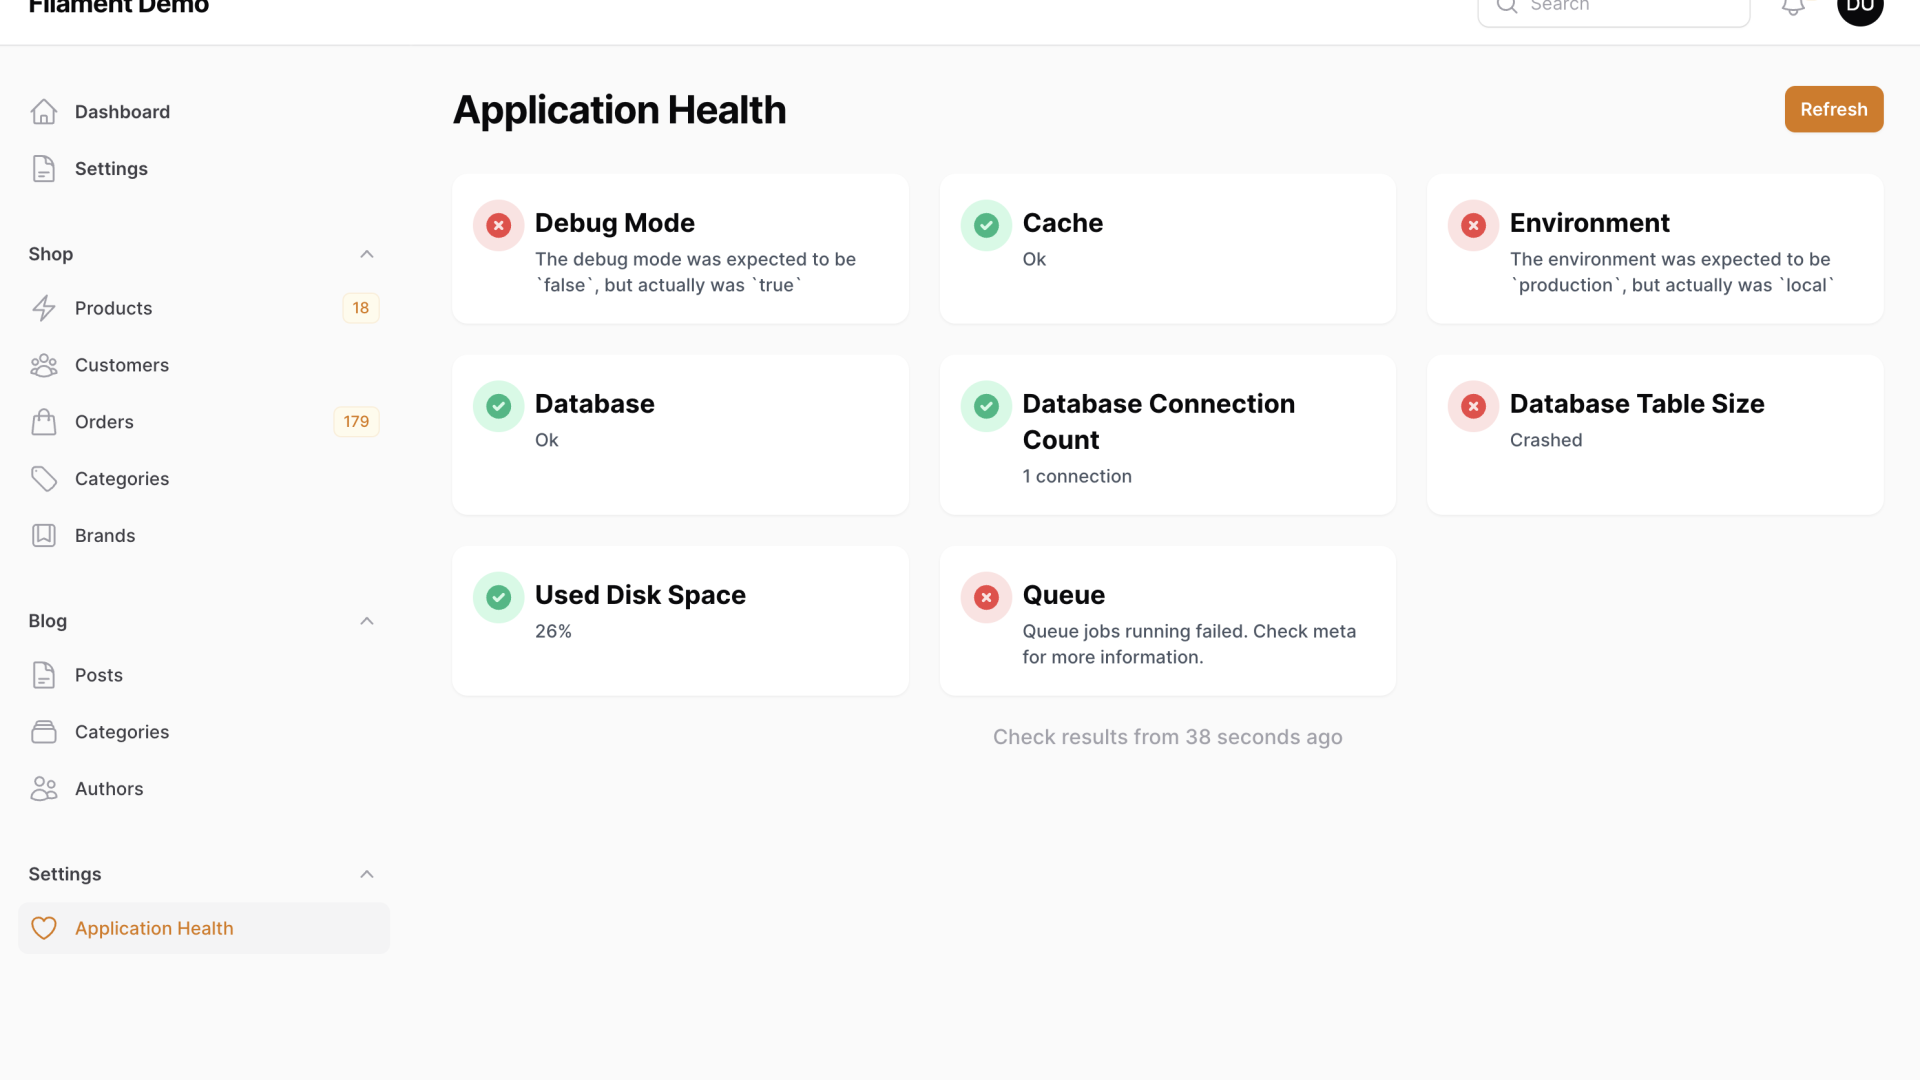 Filament Demo
Search
DU
Dashboard
Settings
Shop
Products
18
Customers
Orders
179
Categories
Brands
Blog
Posts
Categories
Authors
Settings
Application Health
Application Health
Refresh
Debug Mode
The debug mode was expected to be
`false`, but actually was `true`
Cache
Ok
Environment
The environment was expected to be
`production`, but actually was `local`
Database
Ok
Database Connection
Count
1 connection
Database Table Size
Crashed
Used Disk Space
26%
Queue
Queue jobs running failed. Check meta
for more information.
Check results from 38 seconds ago